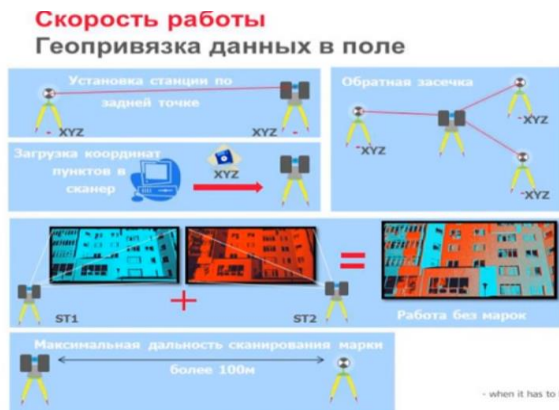 Скорость работы
Геопривязка данных в поле
Установка станции по
задней точке
XYZ
XYZ
Обратная засечка
XYZ
XYZ
XYZ
Загрузка координат
пунктов в
сканер
XYZ
ST1
ST2
Работа без марок
Максимальная дальность сканирования марки
более 100м
- when it has to